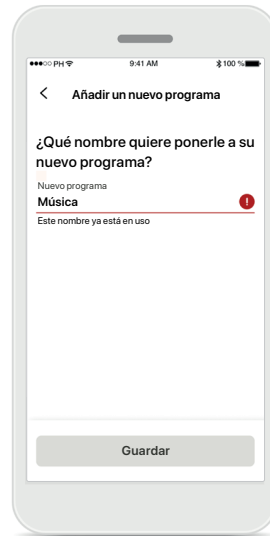 ●●●○○ PH 9:41 AM 100 %
Añadir un nuevo programa
¿Qué nombre quiere ponerle a su
nuevo programa?
Nuevo programa
Música
Este nombre ya está en uso
Guardar